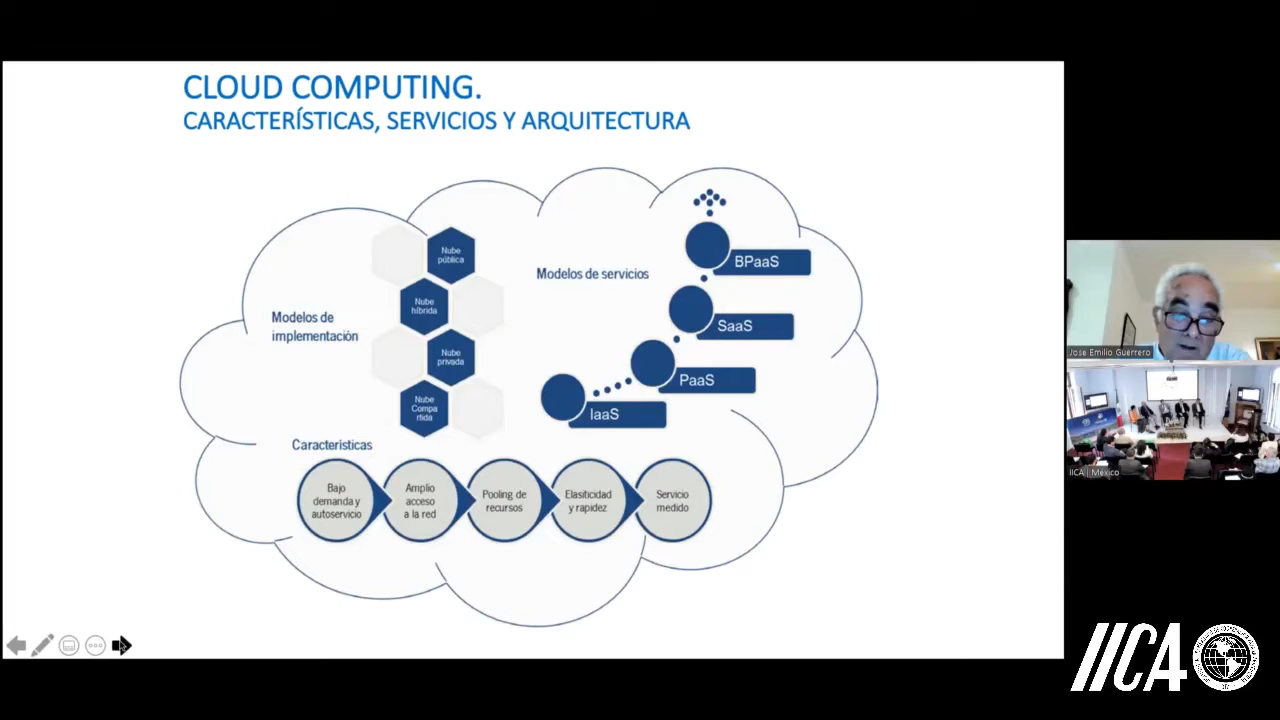 CLOUD COMPUTING.
CARACTERÍSTICAS, SERVICIOS Y ARQUITECTURA
Modelos de
implementación
Nube
pública
Nube
híbrida
Nube
privada
Nube
Compa
rtida
Modelos de servicios
BPaaS
SaaS
PaaS
IaaS
Características
Bajo
demanda y
autoservicio
Amplio
acceso
a la red
Pooling de
recursos
Elasticidad
y rapidez
Servicio
medido
Jose Emilio Guerrero
IICA | México
IICA